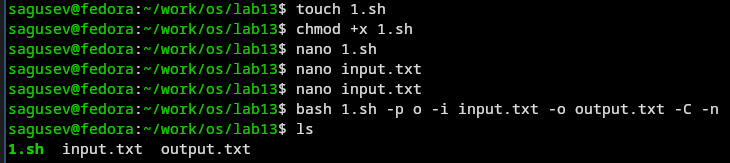 sagusev@fedora:~/work/os/lab13$ touch 1.sh
sagusev@fedora:~/work/os/lab13$ chmod +x 1.sh
sagusev@fedora:~/work/os/lab13$ nano 1.sh
sagusev@fedora:~/work/os/lab13$ nano input.txt
sagusev@fedora:~/work/os/lab13$ nano input.txt
sagusev@fedora:~/work/os/lab13$ bash 1.sh -p o -i input.txt -o output.txt -C -n
sagusev@fedora:~/work/os/lab13$ ls
1.sh  input.txt  output.txt